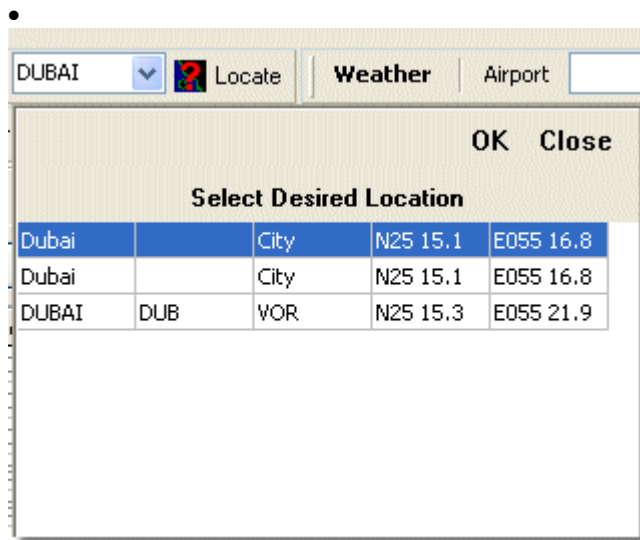 DUBAI Locate Weather Airport
OK Close
Select Desired Location
Dubai City N25 15.1 E055 16.8
Dubai City N25 15.1 E055 16.8
DUBAI DUB VOR N25 15.3 E055 21.9